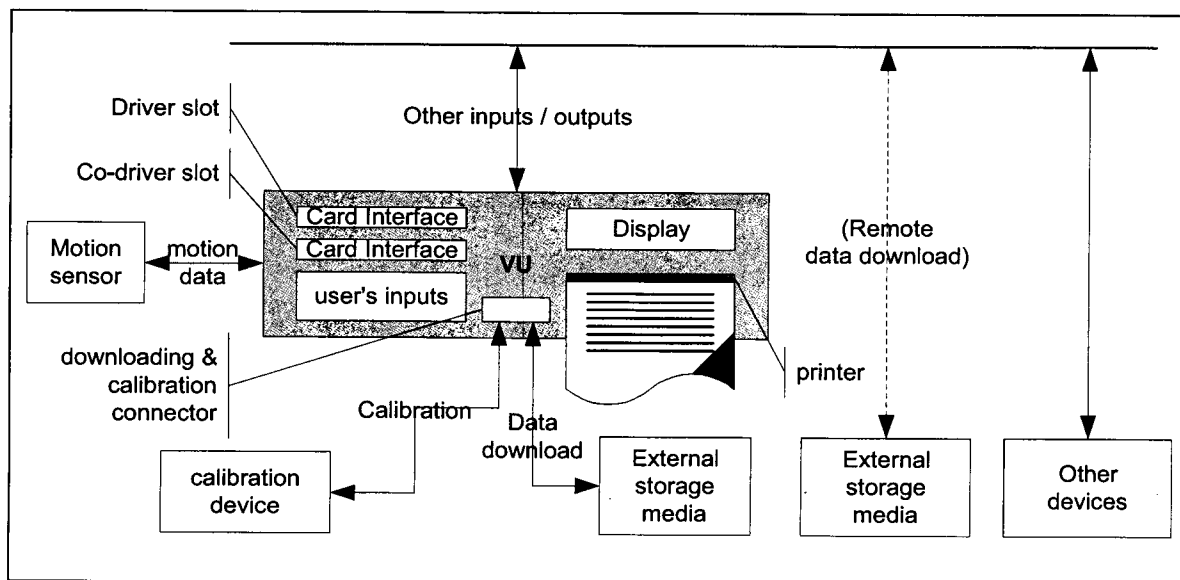 Driver slot
Other inputs / outputs
Co-driver slot
Card Interface
Card Interface
Display
Motion
sensor
motion
data
VU
user's inputs
(Remote
data download)
downloading &
calibration
connector
printer
Calibration
Data
download
calibration
device
External
storage
media
External
storage
media
Other
devices